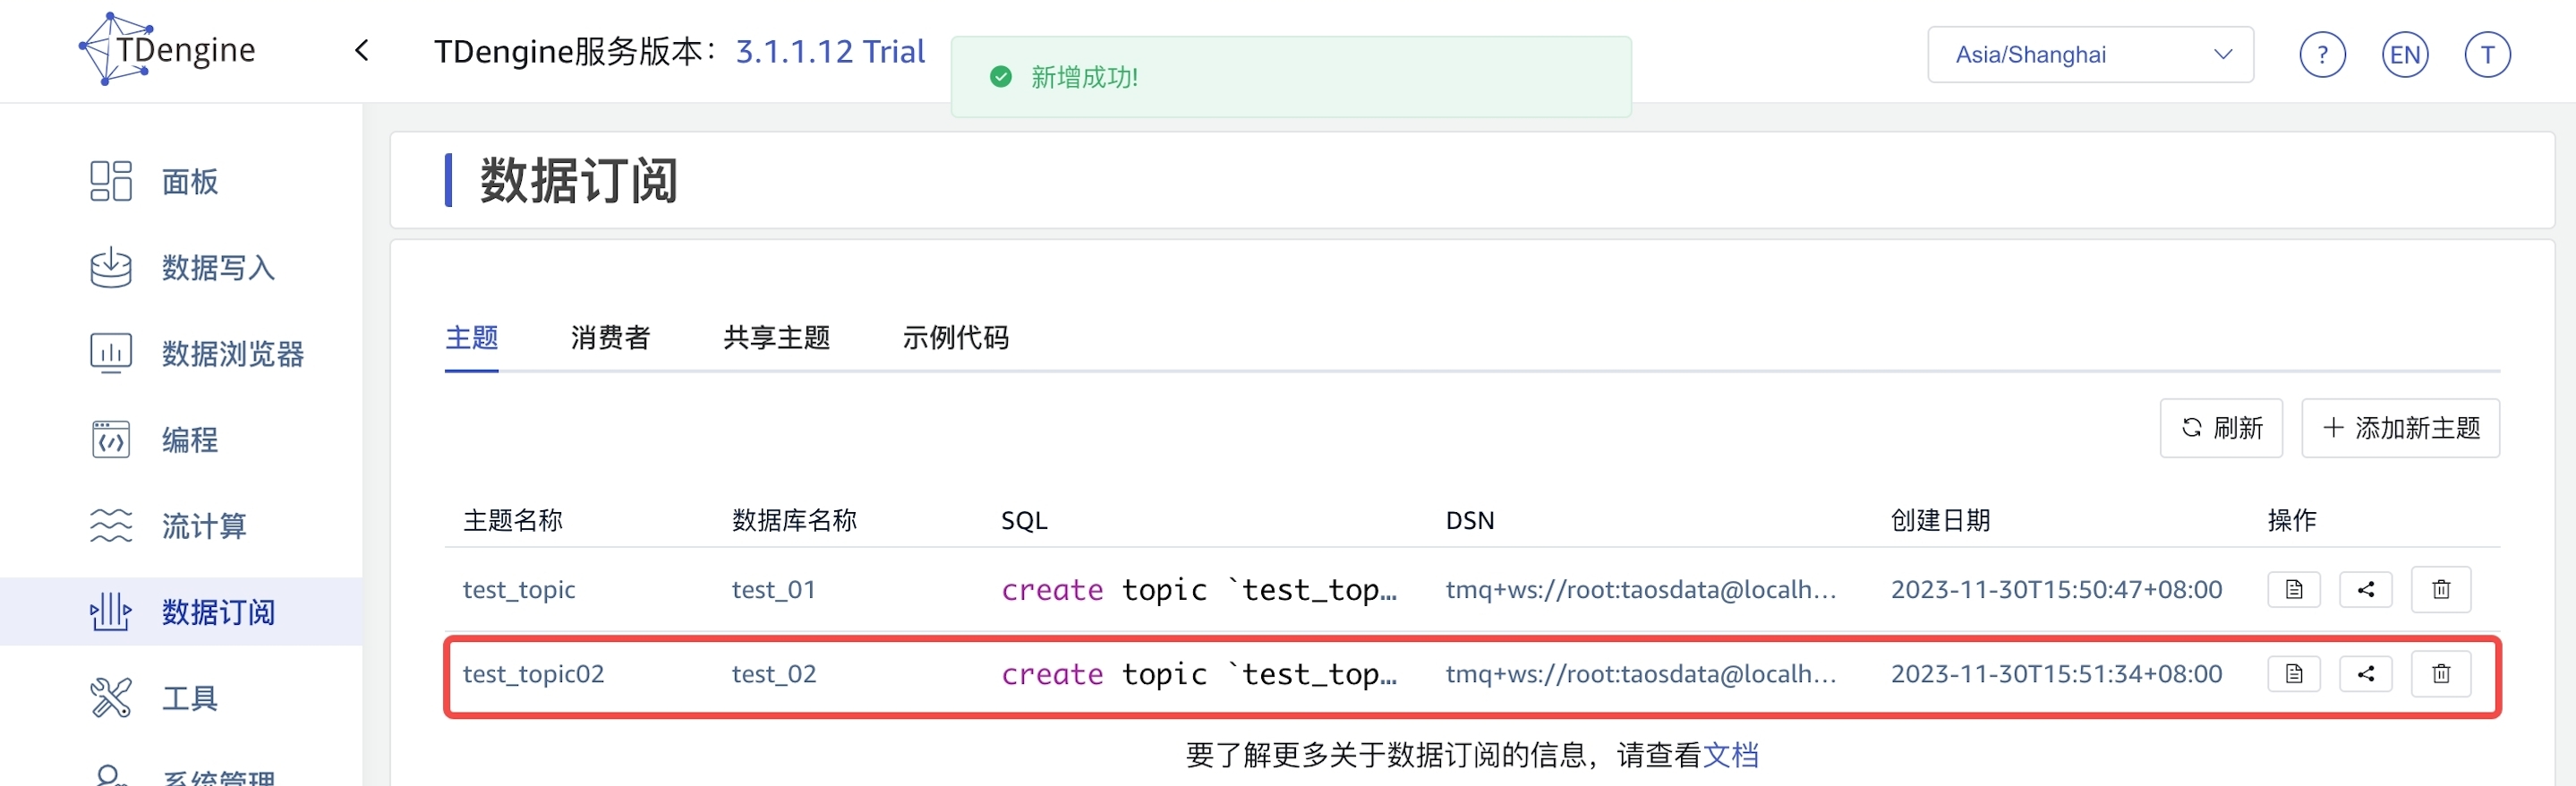 TDengine
TDengine服务版本：3.1.1.12 Trial
新增成功!
Asia/Shanghai
?
EN
T
面板
数据写入
数据浏览器
编程
流计算
数据订阅
工具
系统管理
数据订阅
主题 消费者 共享主题 示例代码
刷新 添加新主题
主题名称 数据库名称 SQL DSN 创建日期 操作
test_topic test_01 create topic `test_top… tmq+ws://root:taosdata@localh… 2023-11-30T15:50:47+08:00
test_topic02 test_02 create topic `test_top… tmq+ws://root:taosdata@localh… 2023-11-30T15:51:34+08:00
要了解更多关于数据订阅的信息，请查看文档